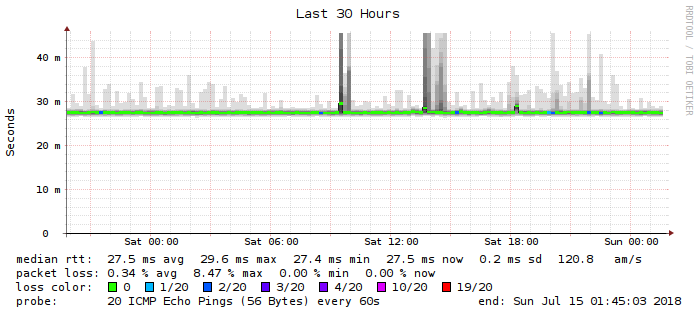 Last 30 Hours
RRDTOOL / TOBI OETIKER
Seconds
40 m
30 m
20 m
10 m
0
Sat 00:00 Sat 06:00 Sat 12:00 Sat 18:00 Sun 00:00
median rtt: 27.5 ms avg 29.6 ms max 27.4 ms min 27.5 ms now 0.2 ms sd 120.8 am/s
packet loss: 0.34 % avg 8.47 % max 0.00 % min 0.00 % now
loss color: 0 1/20 2/20 3/20 4/20 10/20 19/20
probe: 20 ICMP Echo Pings (56 Bytes) every 60s end: Sun Jul 15 01:45:03 2018